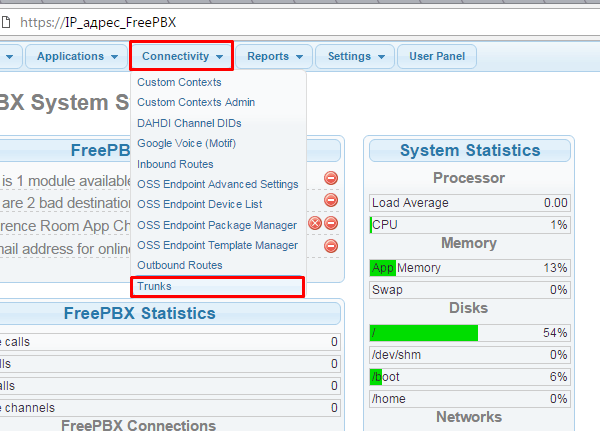 https://IP_адрес_FreePBX
Applications Connectivity Reports Settings User Panel
BX System S
Custom Contexts
Custom Contexts Admin
DAHDI Channel DIDs
Google Voice (Motif)
Inbound Routes
OSS Endpoint Advanced Settings
OSS Endpoint Device List
OSS Endpoint Package Manager
OSS Endpoint Template Manager
Outbound Routes
Trunks
FreePB
is 1 module available
are 2 bad destination
erence Room App Ch
mail address for online
FreePBX Statistics
e calls 0
alls 0
calls 0
e channels 0
FreePBX Connections
System Statistics
Processor
Load Average 0.00
CPU 1%
Memory
App Memory 13%
Swap 0%
Disks
/ 54%
/dev/shm 0%
/boot 6%
/home 0%
Networks